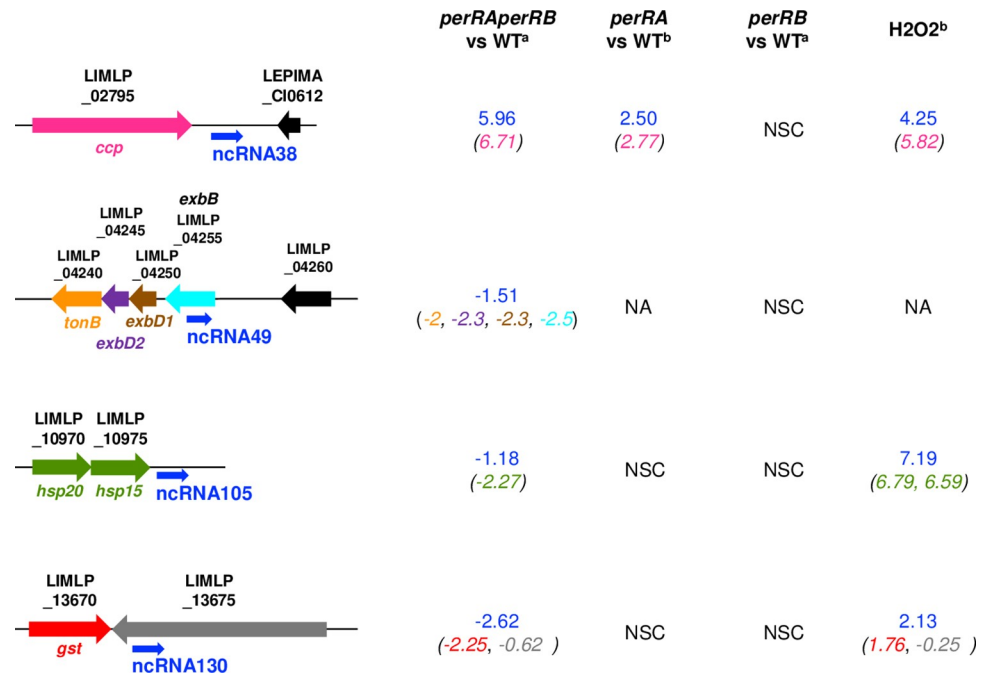 perRAperRB perRA perRB H2O2ᵇ
vs WTᵃ vs WTᵇ vs WTᵃ
LIMLP LEPIMA
_02795 _CI0612
5.96 2.50 NSC 4.25
(6.71) (2.77) (5.82)
ccp
ncRNA38
exbB
LIMLP LIMLP
_04245 _04255
LIMLP LIMLP LIMLP
_04240 _04250 _04260
-1.51 NA NSC NA
(-2, -2.3, -2.3, -2.5)
tonB exbD1
exbD2 ncRNA49
LIMLP LIMLP
_10970 _10975
-1.18 NSC NSC 7.19
(-2.27) (6.79, 6.59)
hsp20 hsp15 ncRNA105
LIMLP LIMLP
_13670 _13675
-2.62 NSC NSC 2.13
(-2.25, -0.62 ) (1.76, -0.25 )
gst
ncRNA130